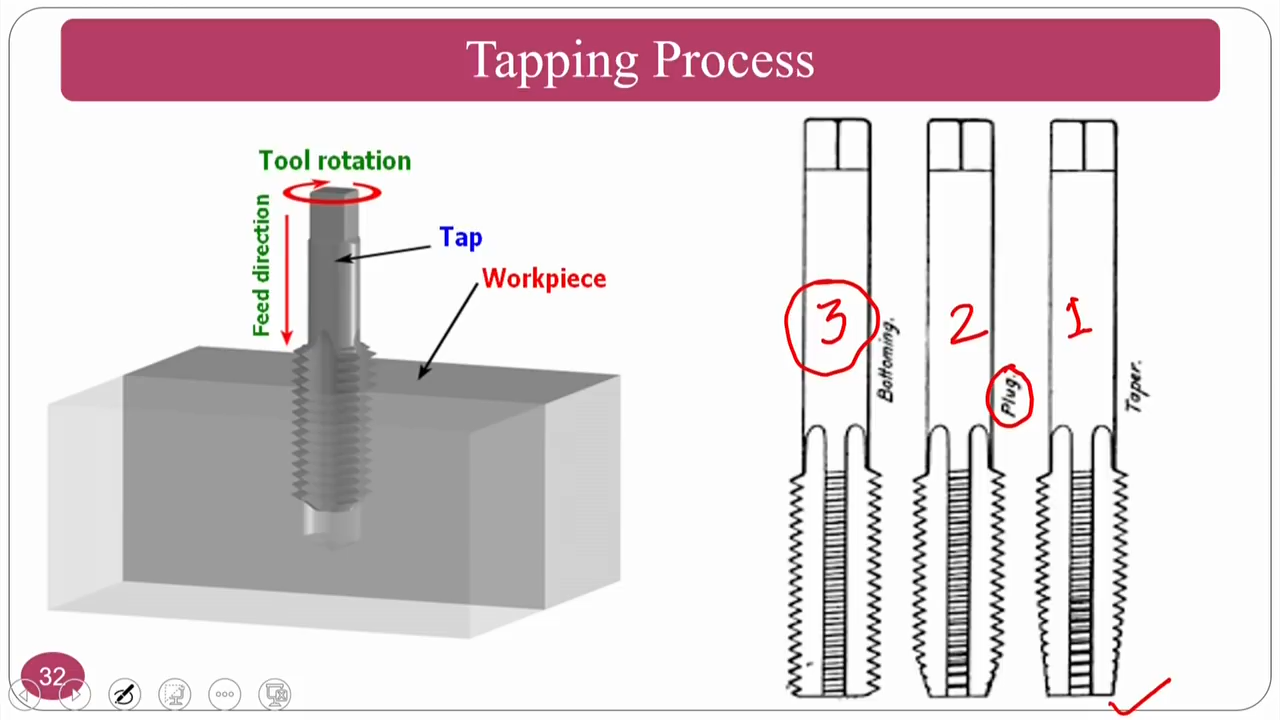 Tapping Process
Tool rotation
Feed direction
Tap
Workpiece
3
Bottoming.
2
Plug.
1
Taper.
32